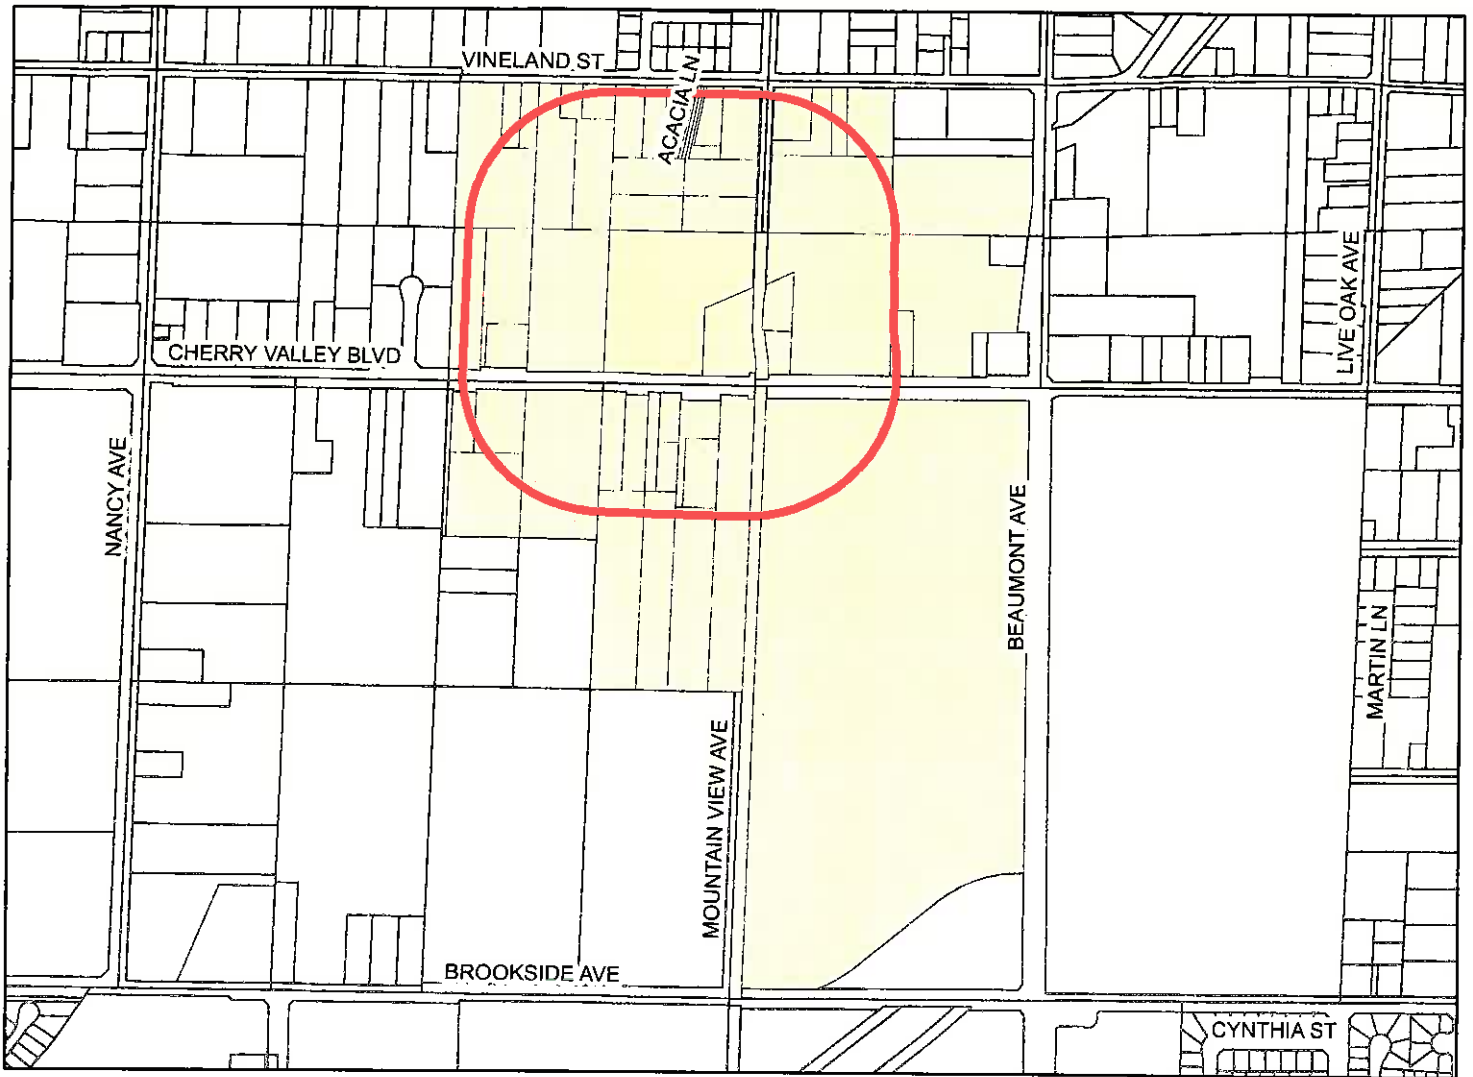 VINELAND ST
ACACIA LN
CHERRY VALLEY BLVD
LIVE OAK AVE
NANCY AVE
BEAUMONT AVE
MARTIN LN
MOUNTAIN VIEW AVE
BROOKSIDE AVE
CYNTHIA ST